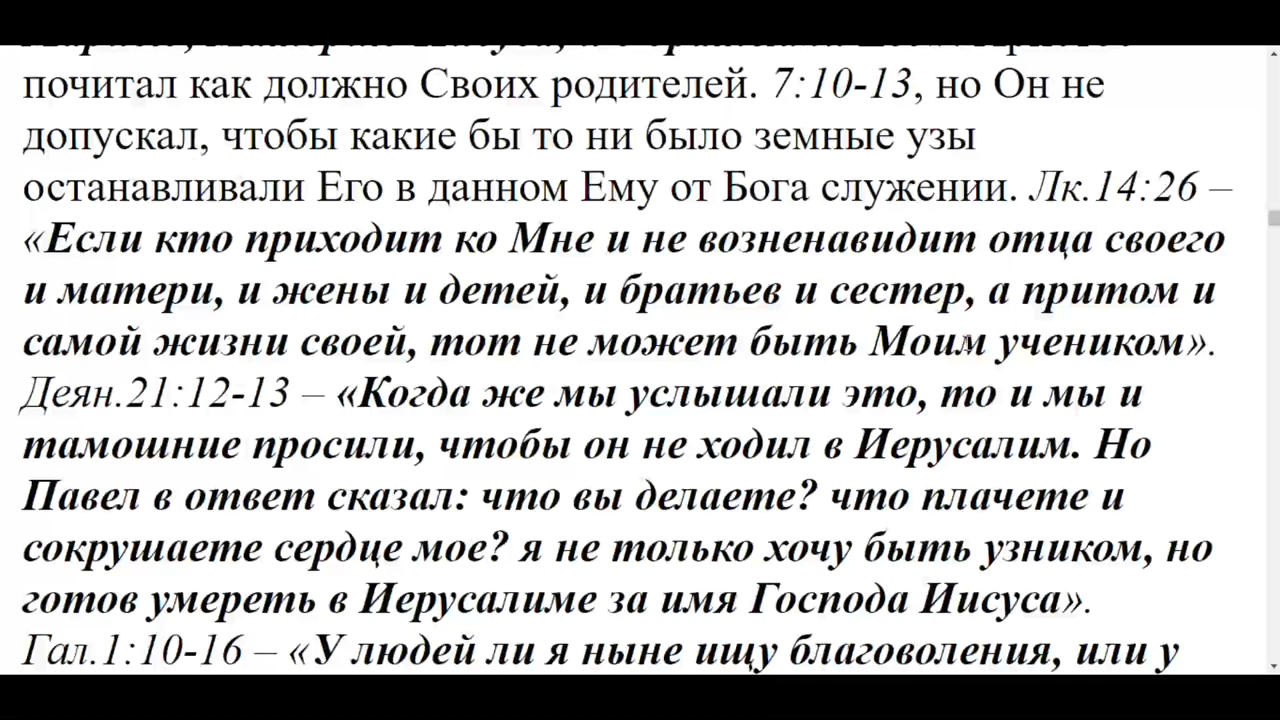 почитал как должно Своих родителей. 7:10-13, но Он не
допускал, чтобы какие бы то ни было земные узы
останавливали Его в данном Ему от Бога служении. Лк.14:26 –
«Если кто приходит ко Мне и не возненавидит отца своего
и матери, и жены и детей, и братьев и сестер, а притом и
самой жизни своей, тот не может быть Моим учеником».
Деян.21:12-13 – «Когда же мы услышали это, то и мы и
тамошние просили, чтобы он не ходил в Иерусалим. Но
Павел в ответ сказал: что вы делаете? что плачете и
сокрушаете сердце мое? я не только хочу быть узником, но
готов умереть в Иерусалиме за имя Господа Иисуса».
Гал.1:10-16 – «У людей ли я ныне ищу благоволения, или у